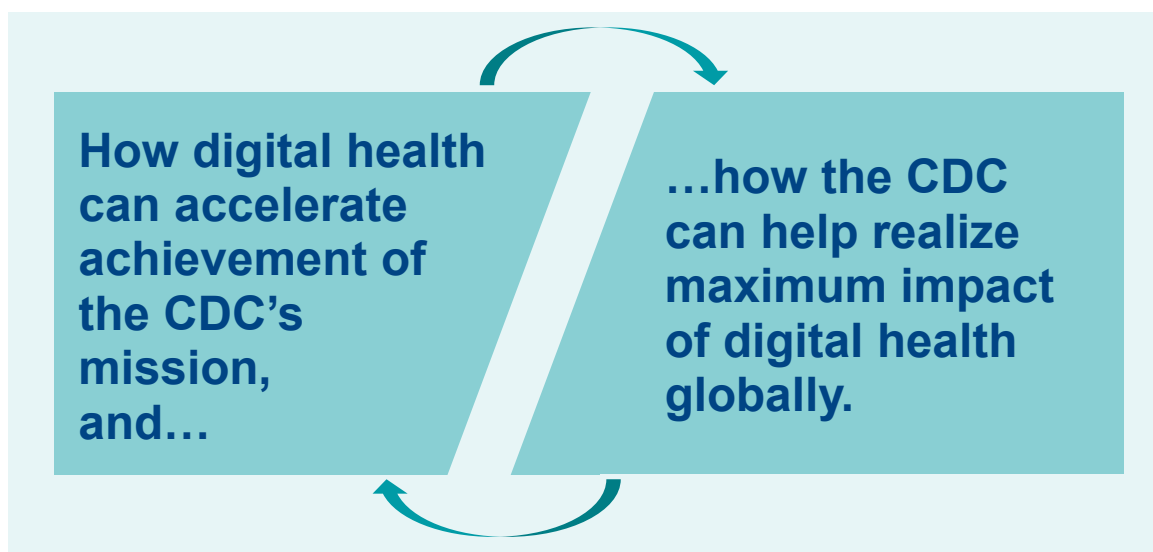 How digital health
can accelerate
achievement of
the CDC’s
mission,
and…
…how the CDC
can help realize
maximum impact
of digital health
globally.